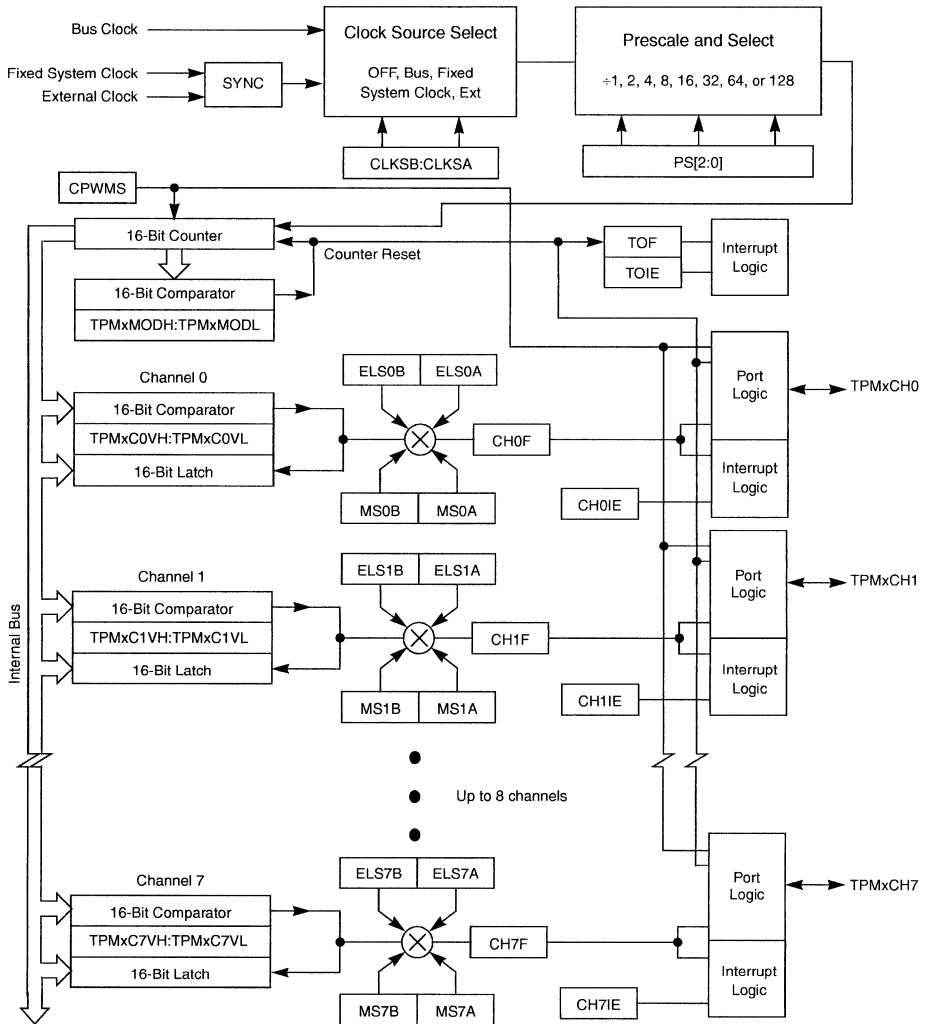 Bus Clock
Fixed System Clock
External Clock
SYNC
Clock Source Select
OFF, Bus, Fixed
System Clock, Ext
CLKSB:CLKSA
Prescale and Select
÷1, 2, 4, 8, 16, 32, 64, or 128
PS[2:0]
CPWMS
16-Bit Counter
Counter Reset
16-Bit Comparator
TPMxMODH:TPMxMODL
TOF
TOIE
Interrupt
Logic
Internal Bus
Channel 0
16-Bit Comparator
TPMxC0VH:TPMxC0VL
16-Bit Latch
ELS0B
ELS0A
MS0B
MS0A
CH0F
CH0IE
Port
Logic
Interrupt
Logic
TPMxCH0
Channel 1
16-Bit Comparator
TPMxC1VH:TPMxC1VL
16-Bit Latch
ELS1B
ELS1A
MS1B
MS1A
CH1F
CH1IE
Port
Logic
Interrupt
Logic
TPMxCH1
Up to 8 channels
Channel 7
16-Bit Comparator
TPMxC7VH:TPMxC7VL
16-Bit Latch
ELS7B
ELS7A
MS7B
MS7A
CH7F
CH7IE
Port
Logic
Interrupt
Logic
TPMxCH7